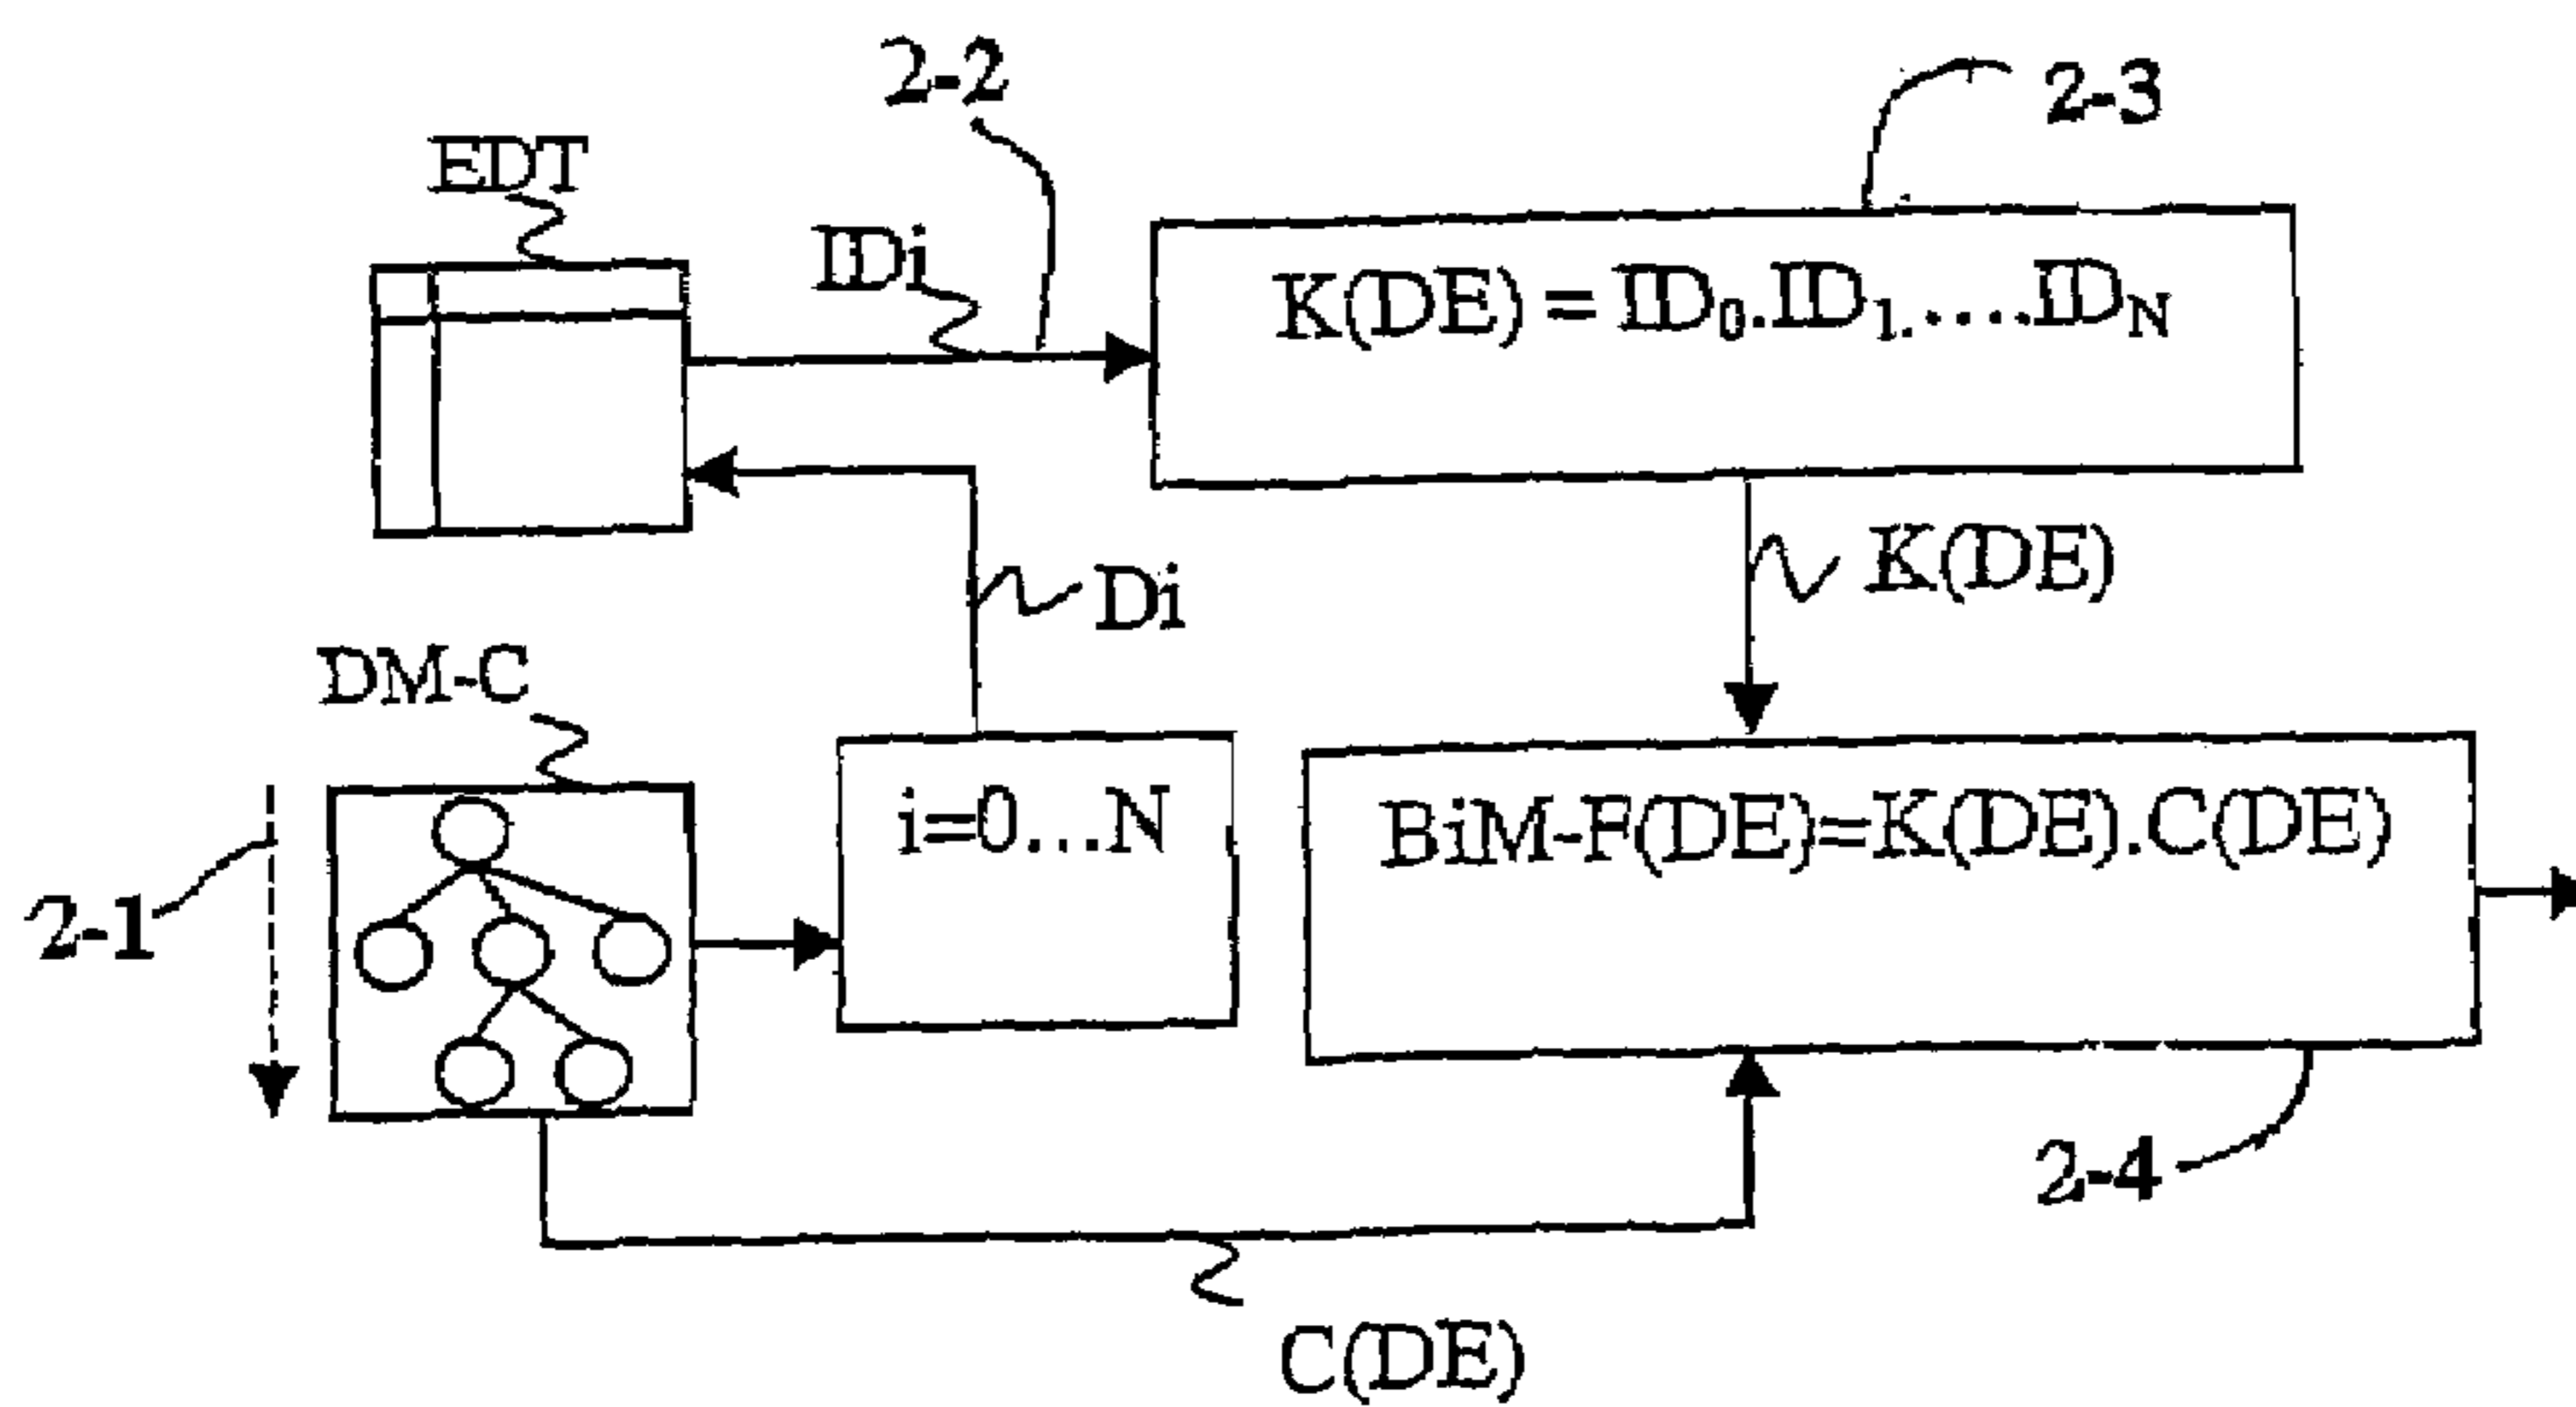 2-2
2-3
EDT
IDi
K(DE) = ID₀.ID₁.....ID_N
K(DE)
Di
DM-C
i=0...N
BiM-F(DE)=K(DE).C(DE)
2-1
2-4
C(DE)